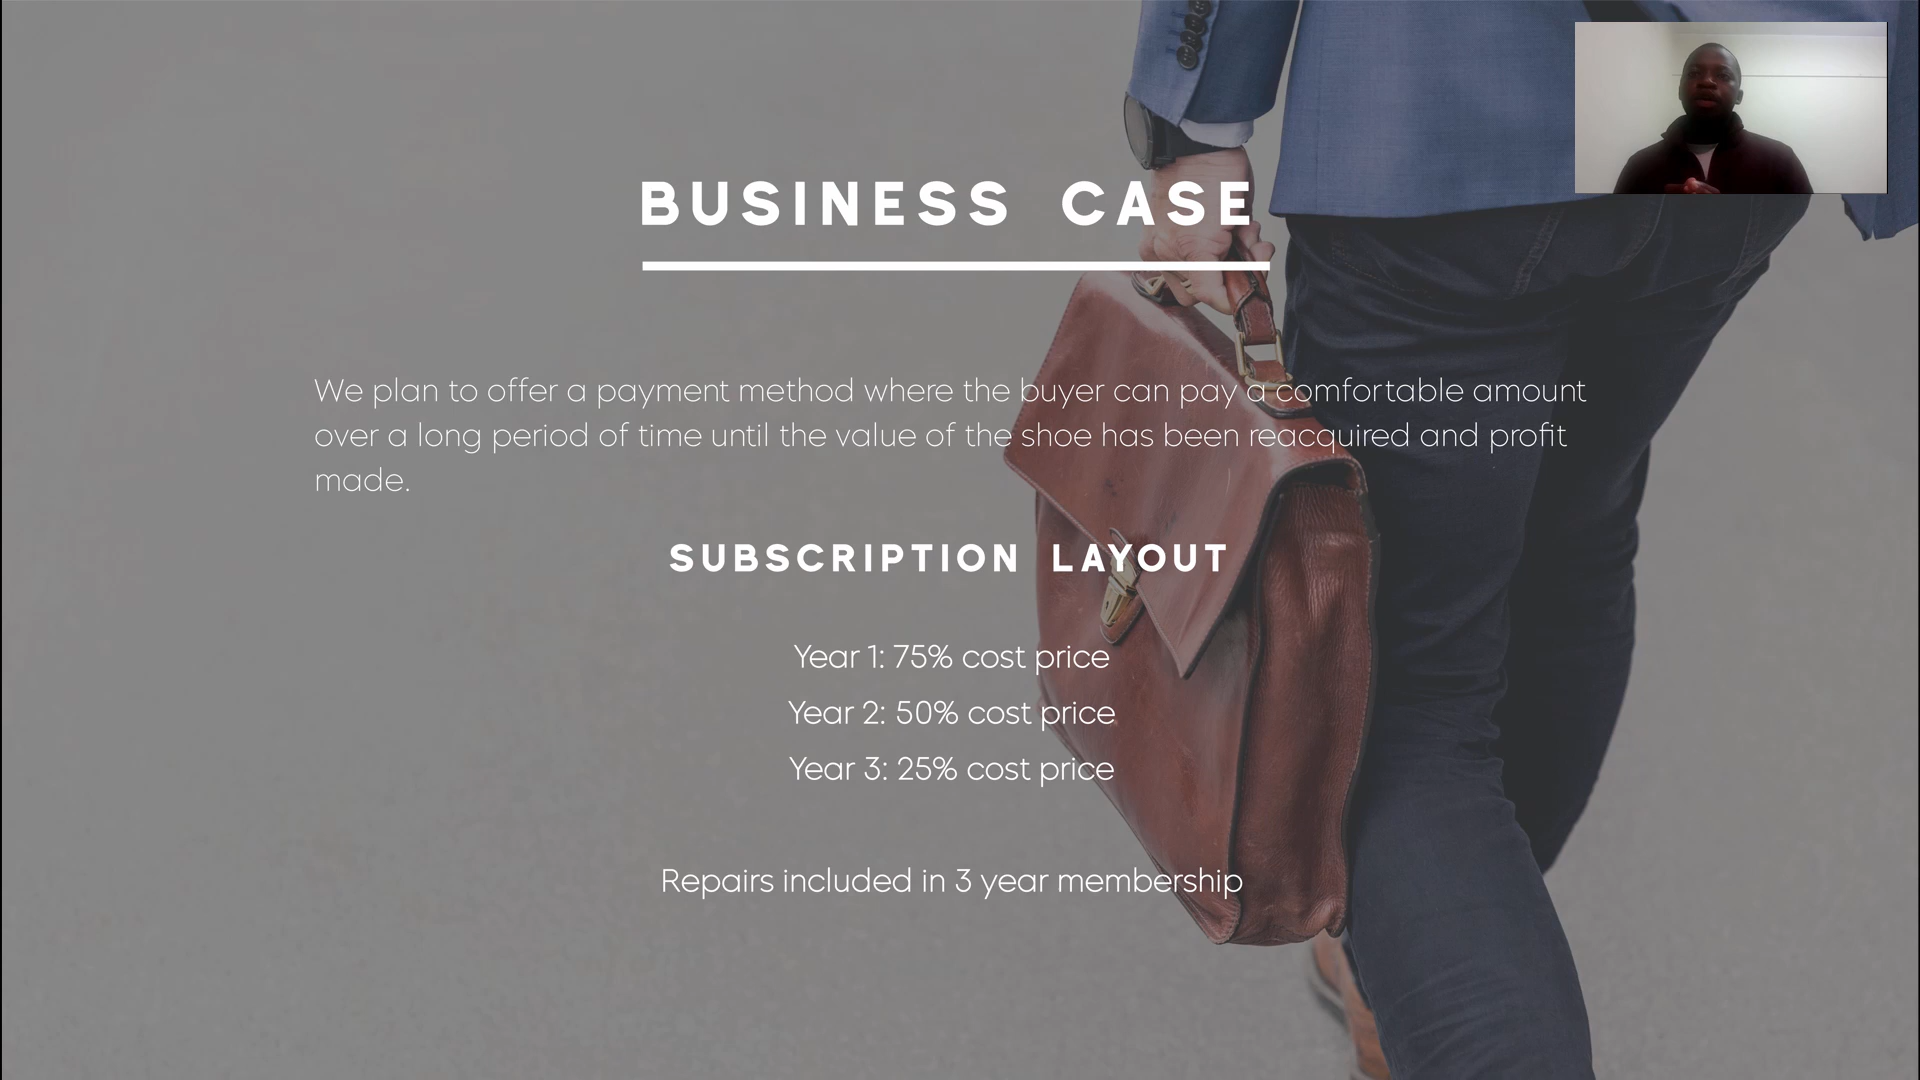 BUSINESS CASE
We plan to offer a payment method where the buyer can pay a comfortable amount
over a long period of time until the value of the shoe has been reacquired and profit
made.
SUBSCRIPTION LAYOUT
Year 1: 75% cost price
Year 2: 50% cost price
Year 3: 25% cost price
Repairs included in 3 year membership